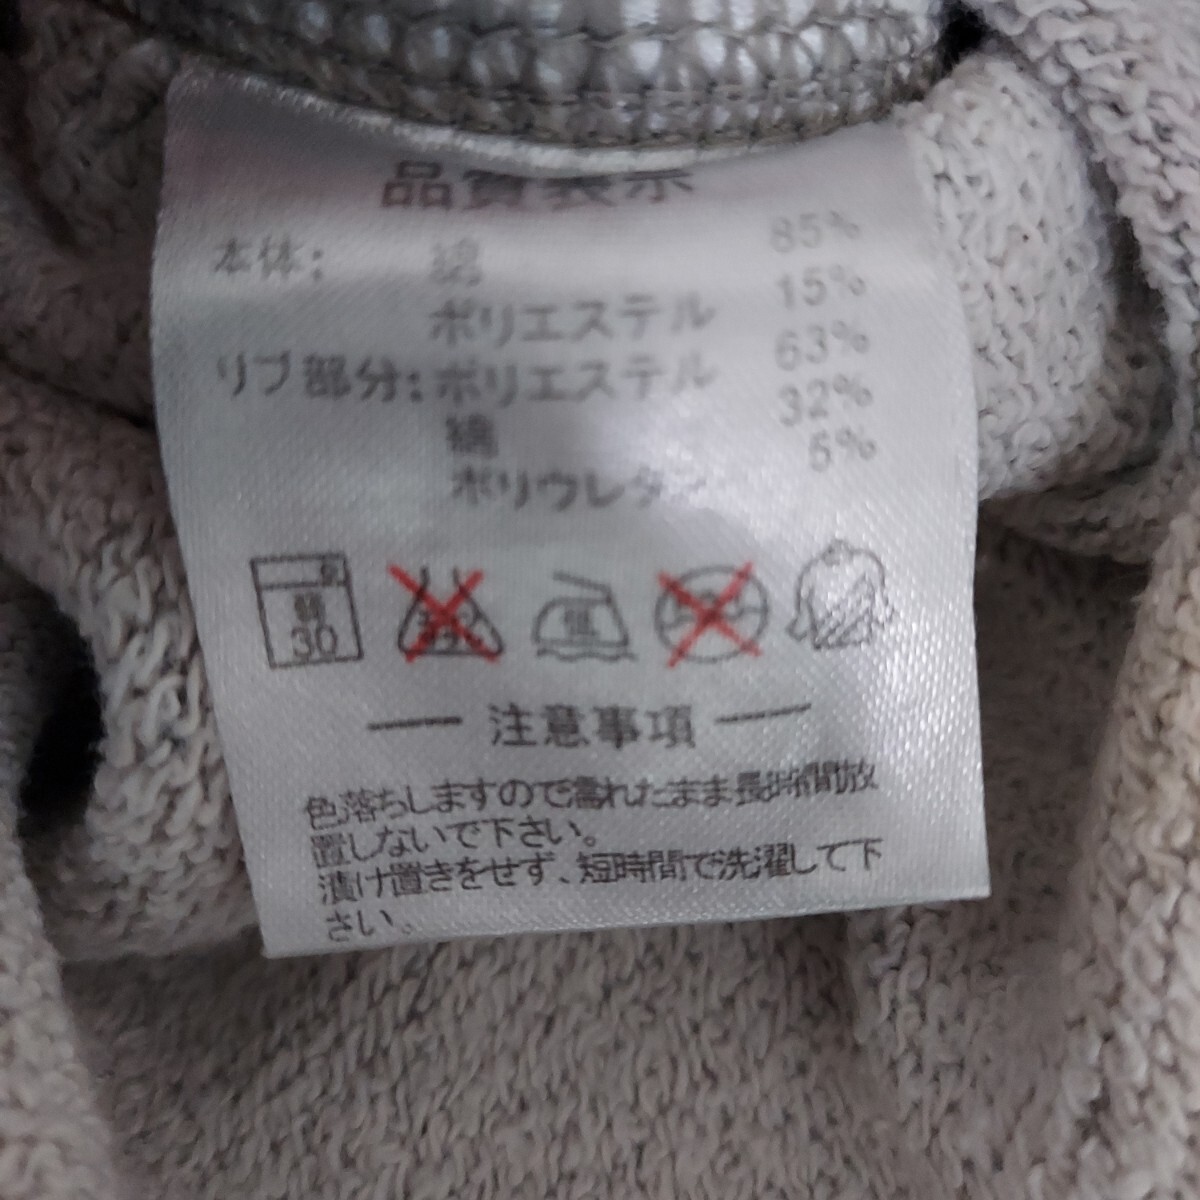 品質表示
本体: 綿 85%
ポリエステル 15%
リブ部分: ポリエステル 63%
綿 32%
ポリウレタン 5%
弱 30
低
注意事項
色落ちしますので濡れたまま長時間放
置しないで下さい。
漬け置きをせず、短時間で洗濯して下
さい。